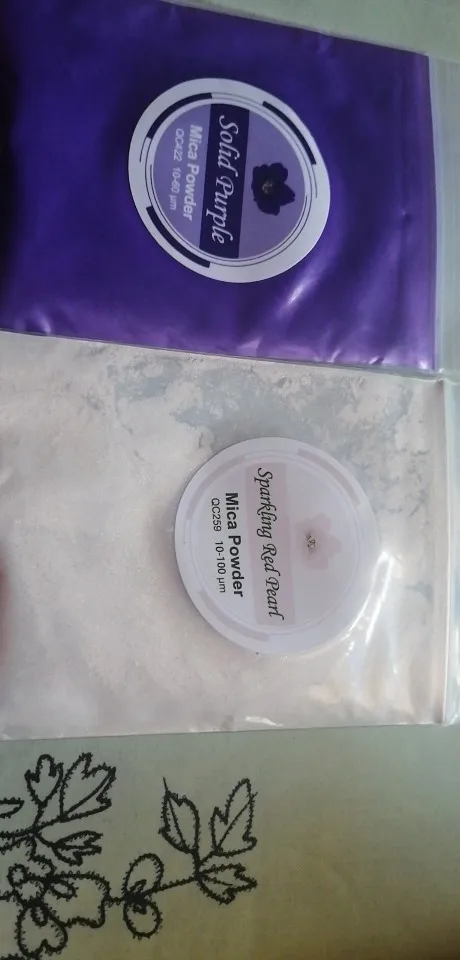 Solid Purple
Mica Powder
QC422 10-60 µm
Sparkling Red Pearl
Mica Powder
QC259 10-100 µm